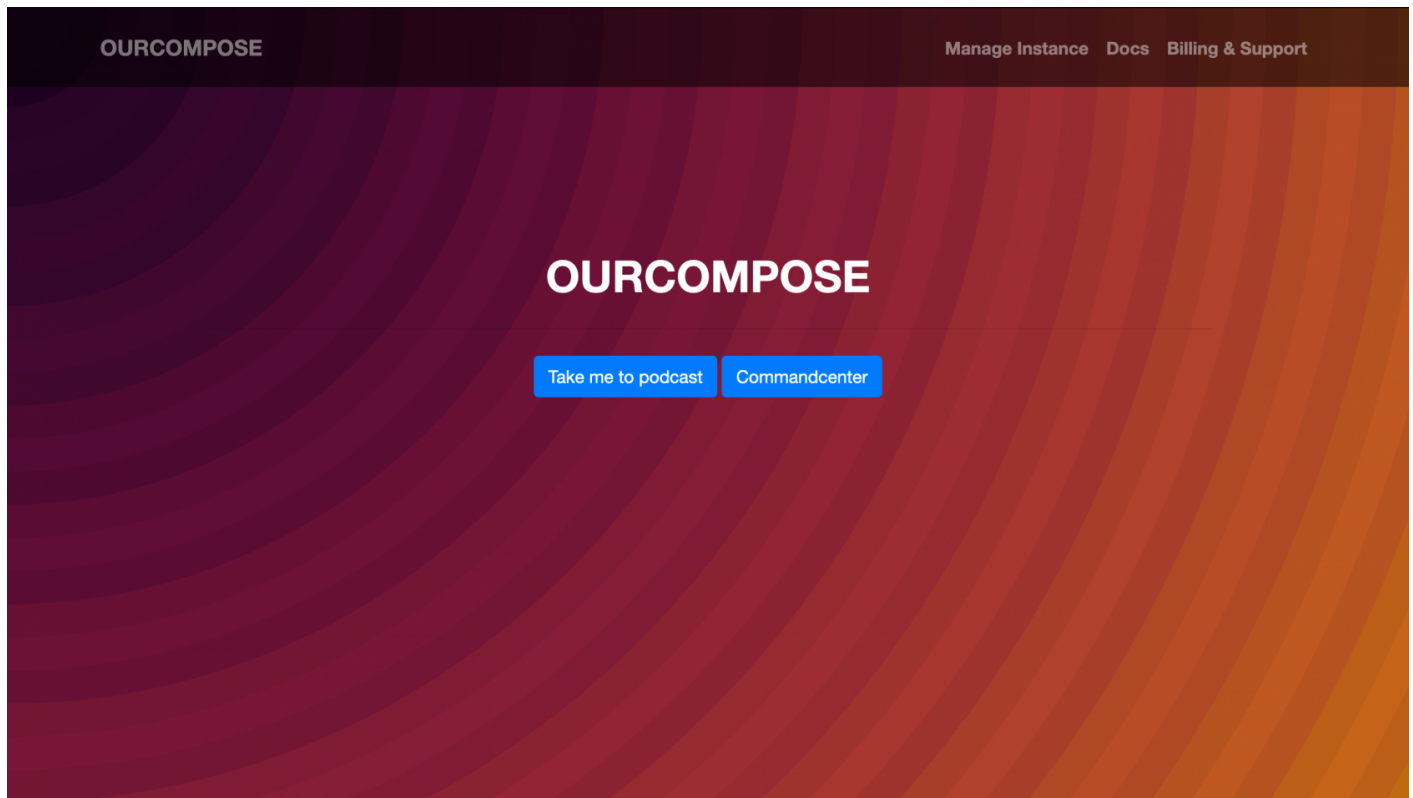 OURCOMPOSE
Manage Instance Docs Billing & Support
OURCOMPOSE
Take me to podcast Commandcenter